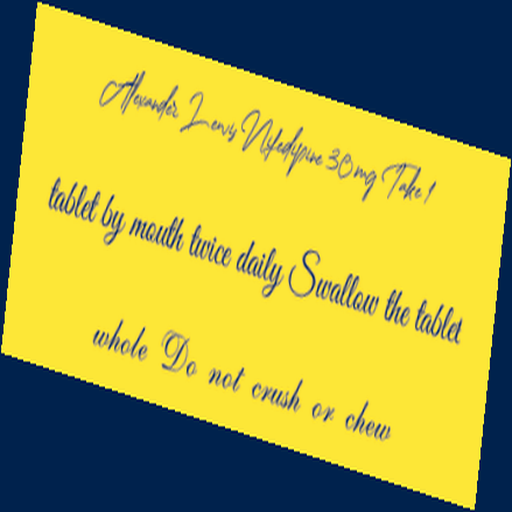 Alexander Lewis Nifedipine 30mg Take 1
tablet by mouth twice daily Swallow the tablet
whole Do not crush or chew